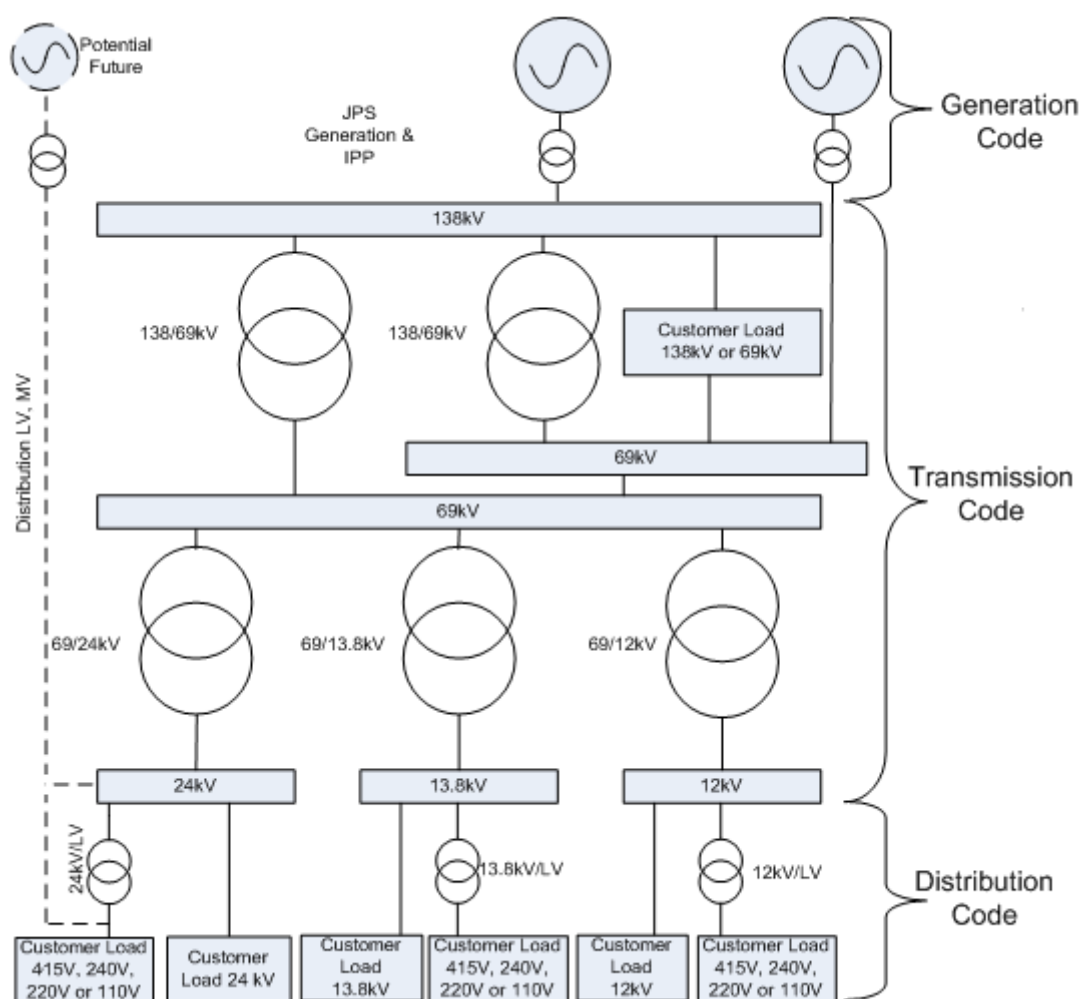 Potential
Future
JPS
Generation &
IPP
Generation
Code
138kV
138/69kV
138/69kV
Customer Load
138kV or 69kV
Distribution LV, MV
69kV
69kV
Transmission
Code
69/24kV
69/13.8kV
69/12kV
24kV
13.8kV
12kV
24kV/LV
13.8kV/LV
12kV/LV
Distribution
Code
Customer Load
415V, 240V,
220V or 110V
Customer
Load 24 kV
Customer
Load
13.8kV
Customer Load
415V, 240V,
220V or 110V
Customer
Load
12kV
Customer Load
415V, 240V,
220V or 110V